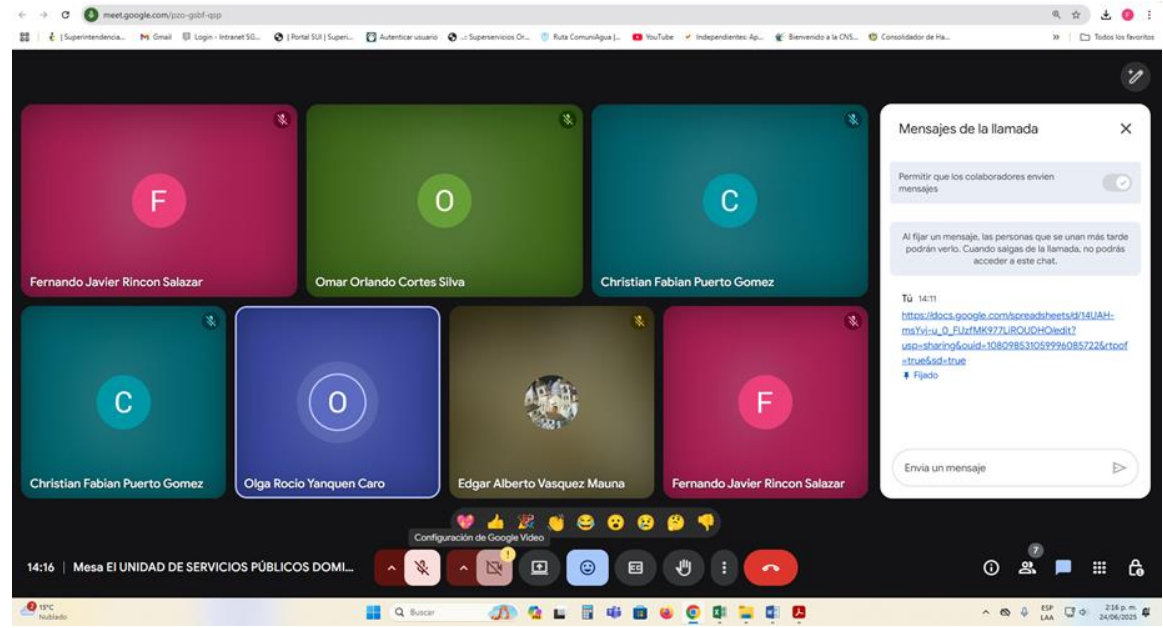 meet.google.com/pzo-gsbf-qsp
| Superintendencia... Gmail Login - Intranet SG... | Portal SUI | Superi... Autenticar usuario ..: Superservicios Or... Ruta ComuniAgua |... YouTube Independientes: Ap... Bienvenido a la CNS... Consolidador de Ha... » Todos los favoritos
F
Fernando Javier Rincon Salazar
O
Omar Orlando Cortes Silva
C
Christian Fabian Puerto Gomez
C
Christian Fabian Puerto Gomez
O
Olga Rocio Yanquen Caro
Edgar Alberto Vasquez Mauna
F
Fernando Javier Rincon Salazar
Mensajes de la llamada
Permitir que los colaboradores envíen
mensajes
Al fijar un mensaje, las personas que se unan más tarde
podrán verlo. Cuando salgas de la llamada, no podrás
acceder a este chat.
Tú 14:11
https://docs.google.com/spreadsheets/d/14UAH-
msYvj-u_0_FUzfMK977LiROUDHO/edit?
usp=sharing&ouid=108098531059996085722&rtpof
=true&sd=true
Fijado
Envía un mensaje
Configuración de Google Video
14:16 | Mesa EI UNIDAD DE SERVICIOS PÚBLICOS DOMI...
7
15°C
Nublado
Buscar
ESP
LAA
2:16 p. m.
24/06/2025